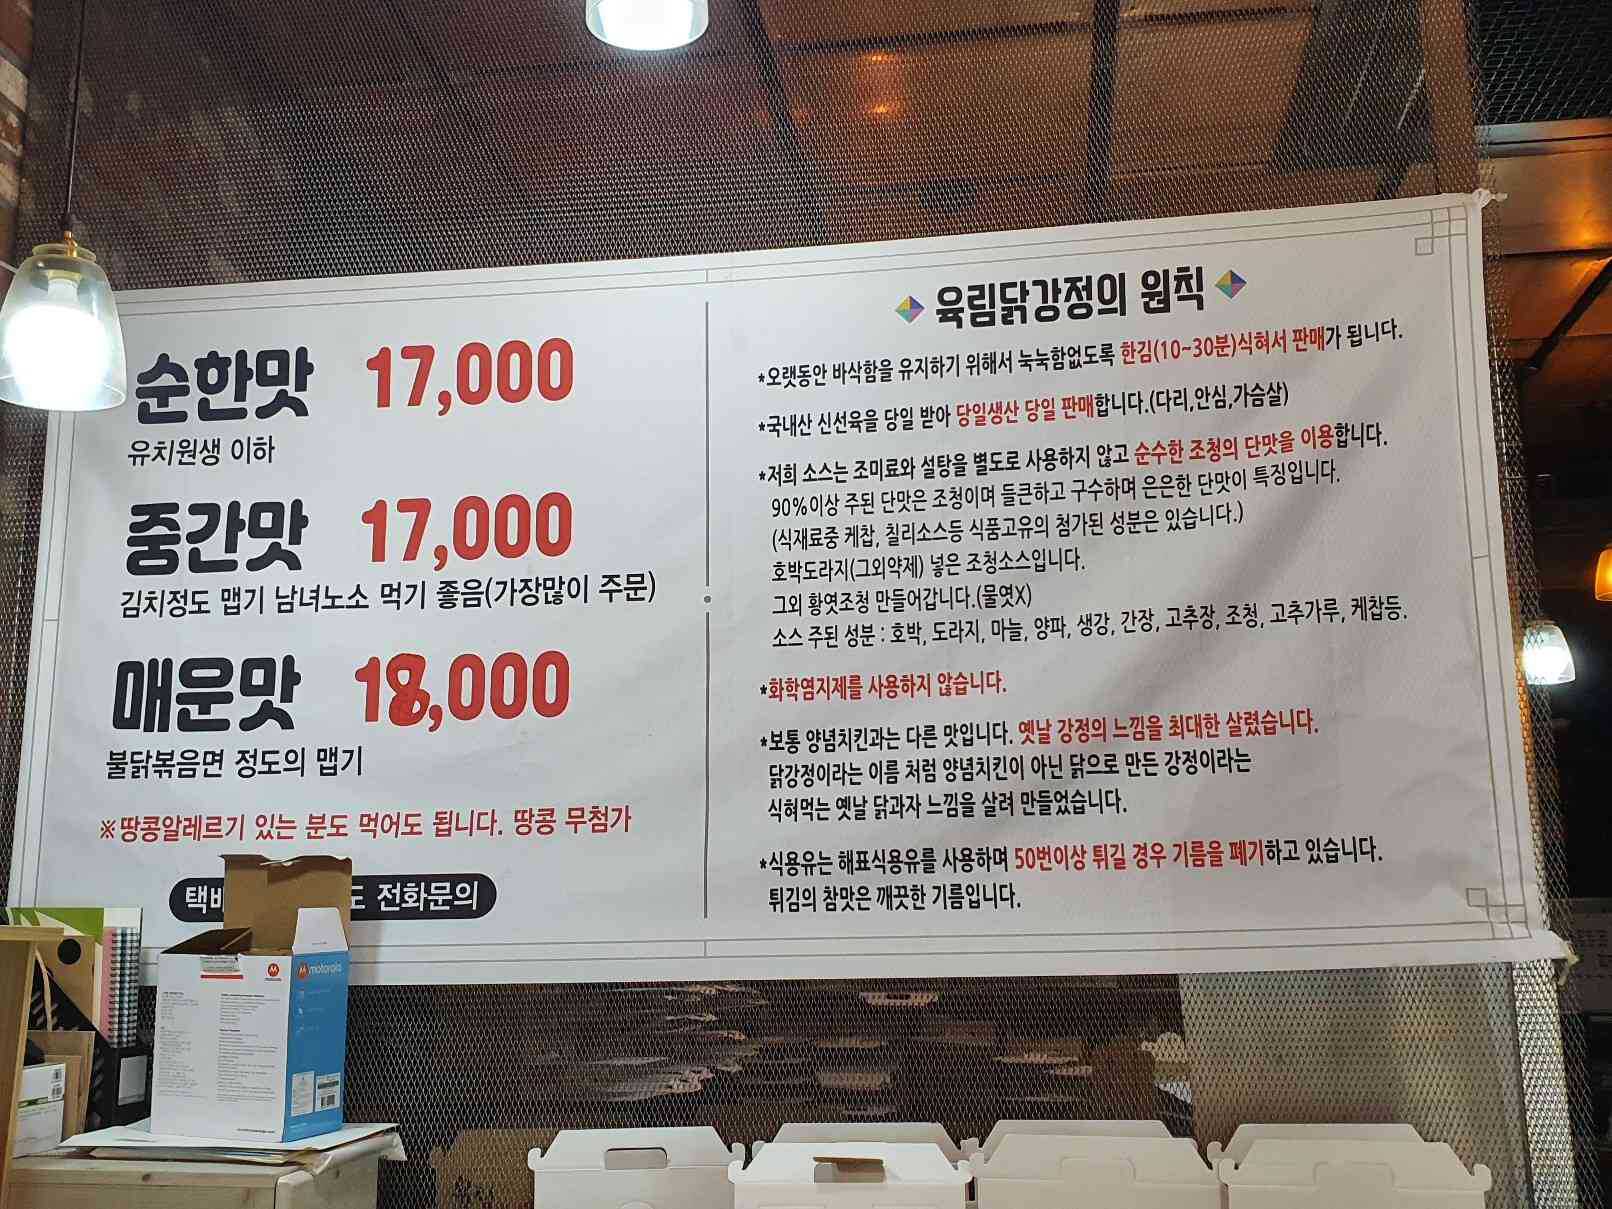 순한맛 17,000
유치원생 이하
중간맛 17,000
김치정도 맵기 남녀노소 먹기 좋음(가장많이 주문)
매운맛 18,000
불닭볶음면 정도의 맵기
※땅콩알레르기 있는 분도 먹어도 됩니다. 땅콩 무첨가
전화문의
육림닭강정의 원칙
*오랫동안 바삭함을 유지하기 위해서 눅눅함없도록 한김(10~30분)식혀서 판매가 됩니다.
*국내산 신선육을 당일 받아 당일생산 당일 판매합니다.(다리,안심,가슴살)
*저희 소스는 조미료와 설탕을 별도로 사용하지 않고 순수한 조청의 단맛을 이용합니다.
90%이상 주된 단맛은 조청이며 들큰하고 구수하며 은은한 단맛이 특징입니다.
(식재료중 케찹, 칠리소스등 식품고유의 첨가된 성분은 있습니다.)
호박도라지(그외약제) 넣은 조청소스입니다.
그외 황엿조청 만들어갑니다.(물엿X)
소스 주된 성분 : 호박, 도라지, 마늘, 양파, 생강, 간장, 고추장, 조청, 고추가루, 케찹등.
*화학염지제를 사용하지 않습니다.
*보통 양념치킨과는 다른 맛입니다. 옛날 강정의 느낌을 최대한 살렸습니다.
닭강정이라는 이름 처럼 양념치킨이 아닌 닭으로 만든 강정이라는
식혀먹는 옛날 닭과자 느낌을 살려 만들었습니다.
*식용유는 해표식용유를 사용하며 50번이상 튀길 경우 기름을 폐기하고 있습니다.
튀김의 참맛은 깨끗한 기름입니다.
motorola